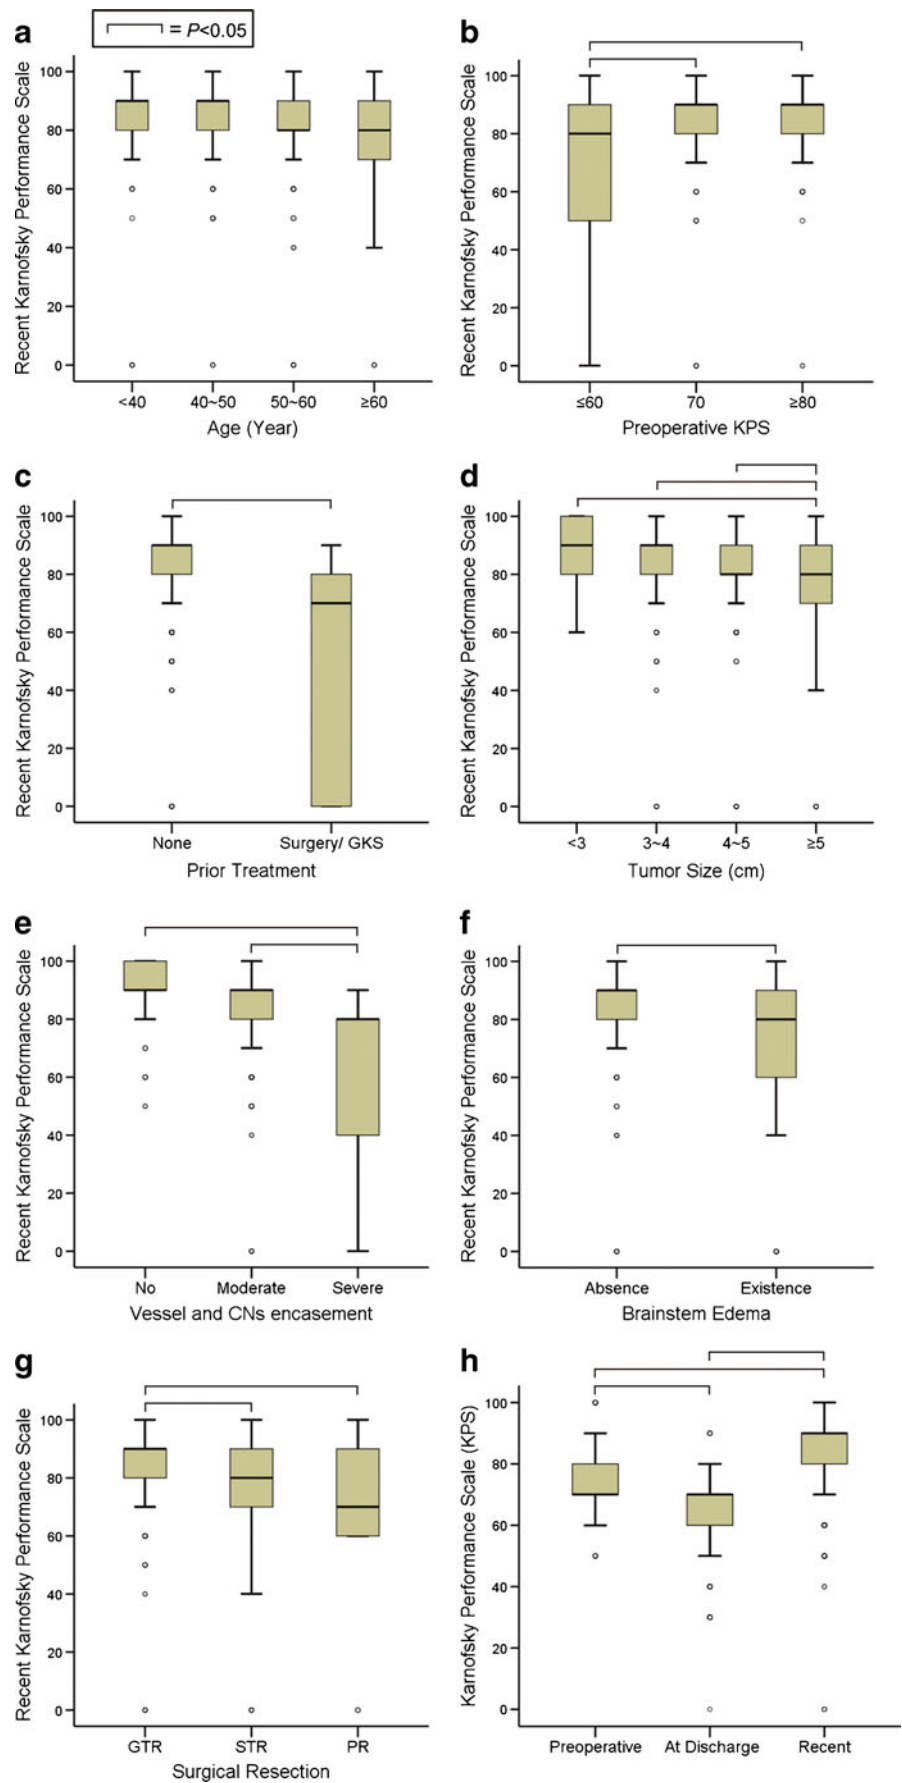 a
= P<0.05
Recent Karnofsky Performance Scale
100
80
60
40
20
0
<40 40~50 50~60 ≥60
Age (Year)
b
Recent Karnofsky Performance Scale
100
80
60
40
20
0
≤60 70 ≥80
Preoperative KPS
c
Recent Karnofsky Performance Scale
100
80
60
40
20
0
None Surgery/ GKS
Prior Treatment
d
Recent Karnofsky Performance Scale
100
80
60
40
20
0
<3 3~4 4~5 ≥5
Tumor Size (cm)
e
Recent Karnofsky Performance Scale
100
80
60
40
20
0
No Moderate Severe
Vessel and CNs encasement
f
Recent Karnofsky Performance Scale
100
80
60
40
20
0
Absence Existence
Brainstem Edema
g
Recent Karnofsky Performance Scale
100
80
60
40
20
0
GTR STR PR
Surgical Resection
h
Karnofsky Performance Scale (KPS)
100
80
60
40
20
0
Preoperative At Discharge Recent